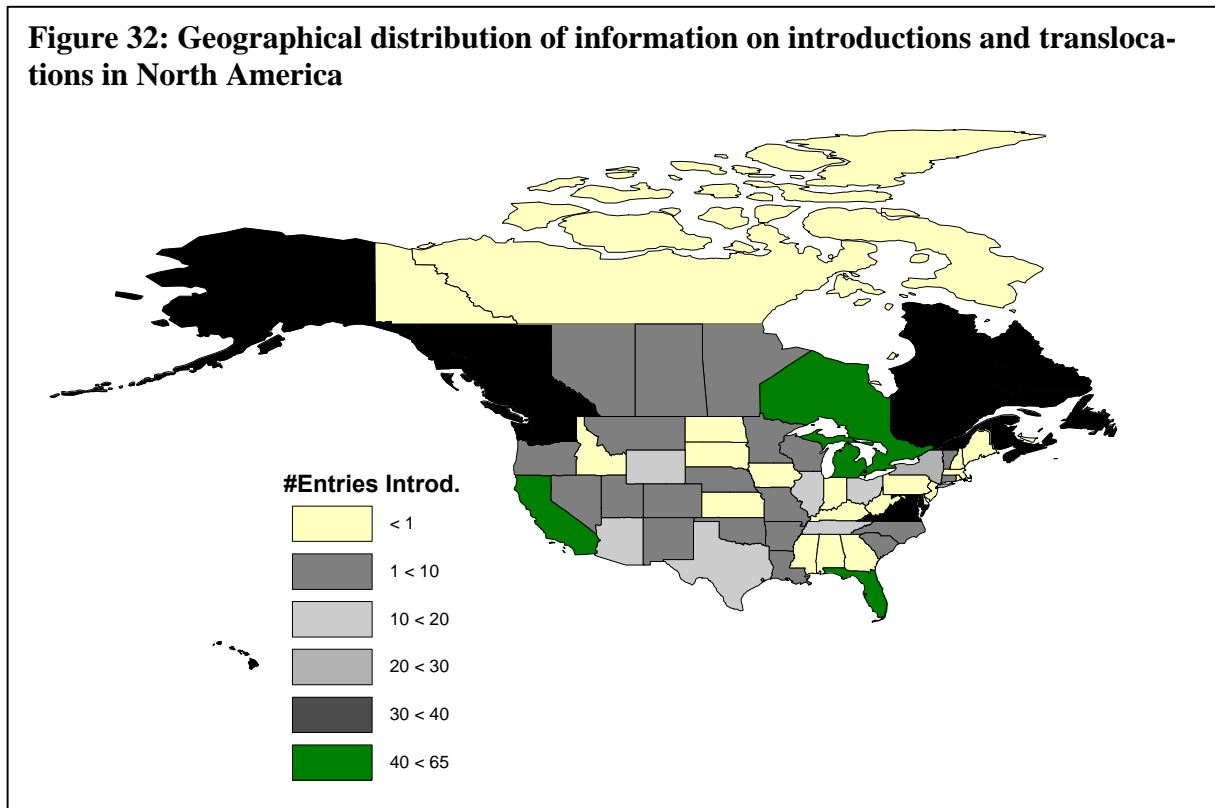 Figure 32: Geographical distribution of information on introductions and transloca-
tions in North America
#Entries Introd.
< 1
1 < 10
10 < 20
20 < 30
30 < 40
40 < 65